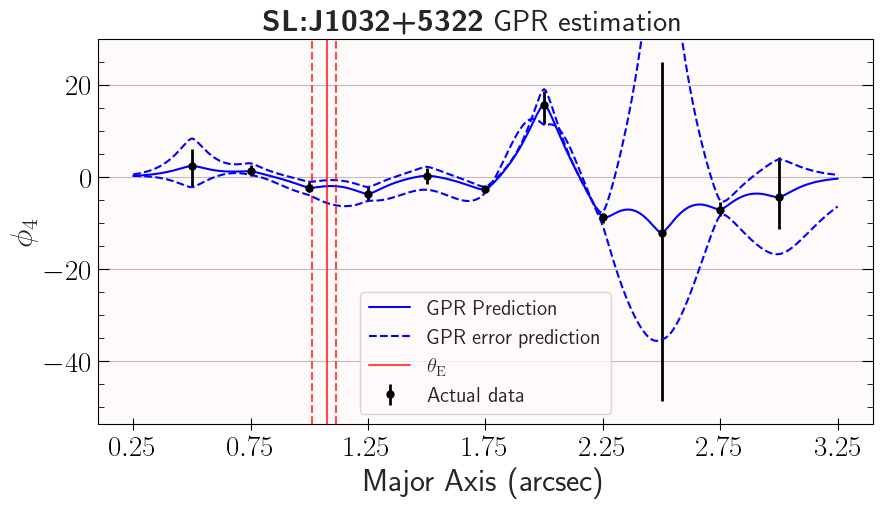 SL:J1032+5322 GPR estimation
20
0
−20
−40
ϕ4
GPR Prediction
GPR error prediction
θE
Actual data
0.25 0.75 1.25 1.75 2.25 2.75 3.25
Major Axis (arcsec)